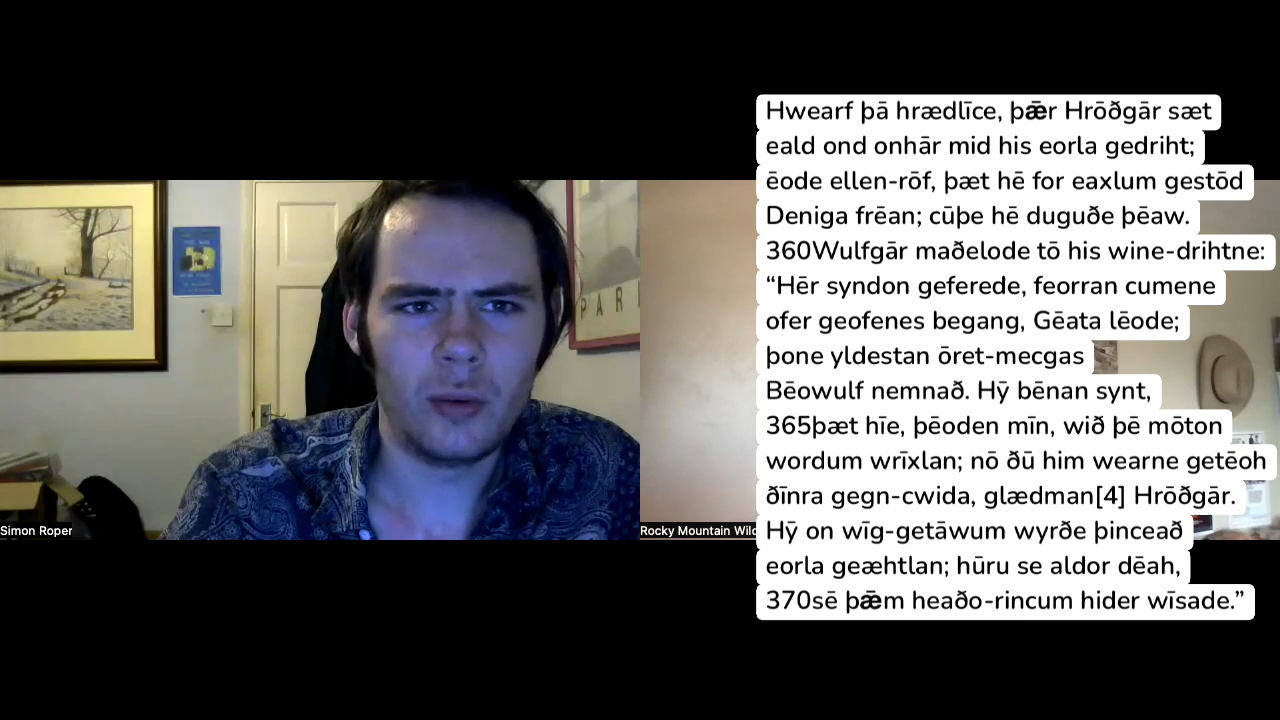 Hwearf þā hrædlīce, þǣr Hrōðgār sæt
eald ond onhār mid his eorla gedriht;
ēode ellen-rōf, þæt hē for eaxlum gestōd
Deniga frēan; cūþe hē duguðe þēaw.
360Wulfgār maðelode tō his wine-drihtne:
“Hēr syndon geferede, feorran cumene
ofer geofenes begang, Gēata lēode;
þone yldestan ōret-mecgas
Bēowulf nemnað. Hȳ bēnan synt,
365þæt hīe, þēoden mīn, wið þē mōton
wordum wrīxlan; nō ðū him wearne getēoh
ðīnra gegn-cwida, glædman[4] Hrōðgār.
Hȳ on wīg-getāwum wyrðe þinceað
eorla geæhtlan; hūru se aldor dēah,
370sē þǣm heaðo-rincum hider wīsade.”
PARI
Simon Roper
Rocky Mountain Wild